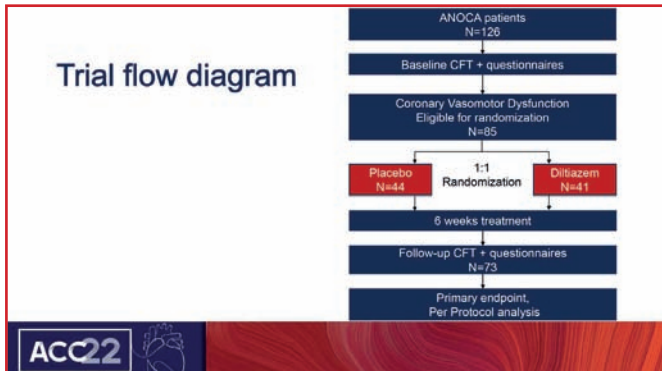 Trial flow diagram
ANOCA patients
N=126
Baseline CFT + questionnaires
Coronary Vasomotor Dysfunction
Eligible for randomization
N=85
Placebo
N=44
1:1
Randomization
Diltiazem
N=41
6 weeks treatment
Follow-up CFT + questionnaires
N=73
Primary endpoint,
Per Protocol analysis
ACC22